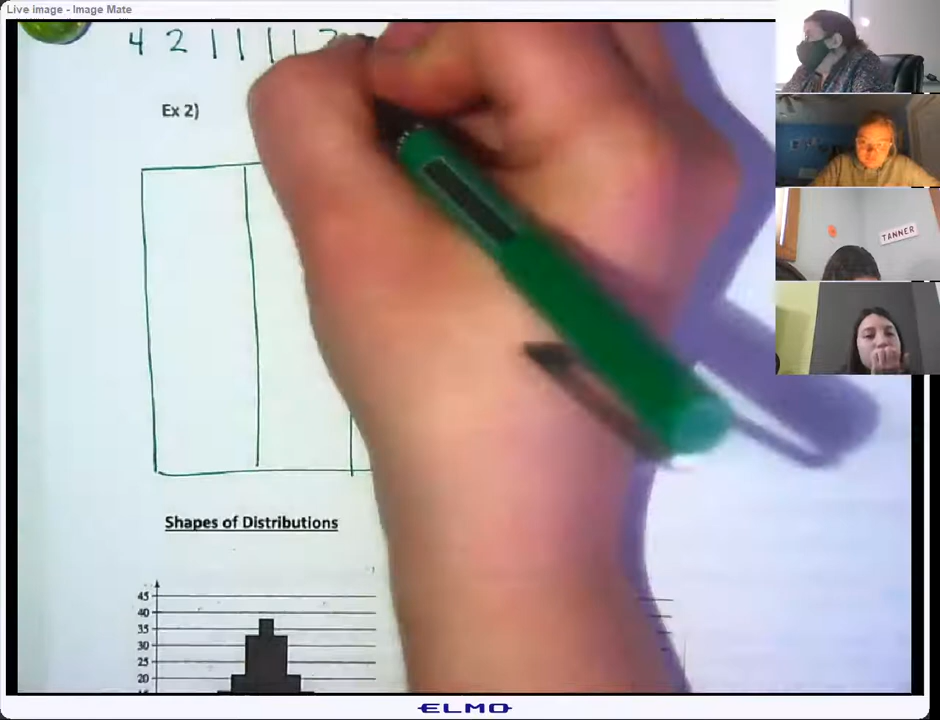 Live image - Image Mate
4 2 1 1 1 1
Ex 2)
TANNER
Shapes of Distributions
45
40
35
30
25
20
ELMO